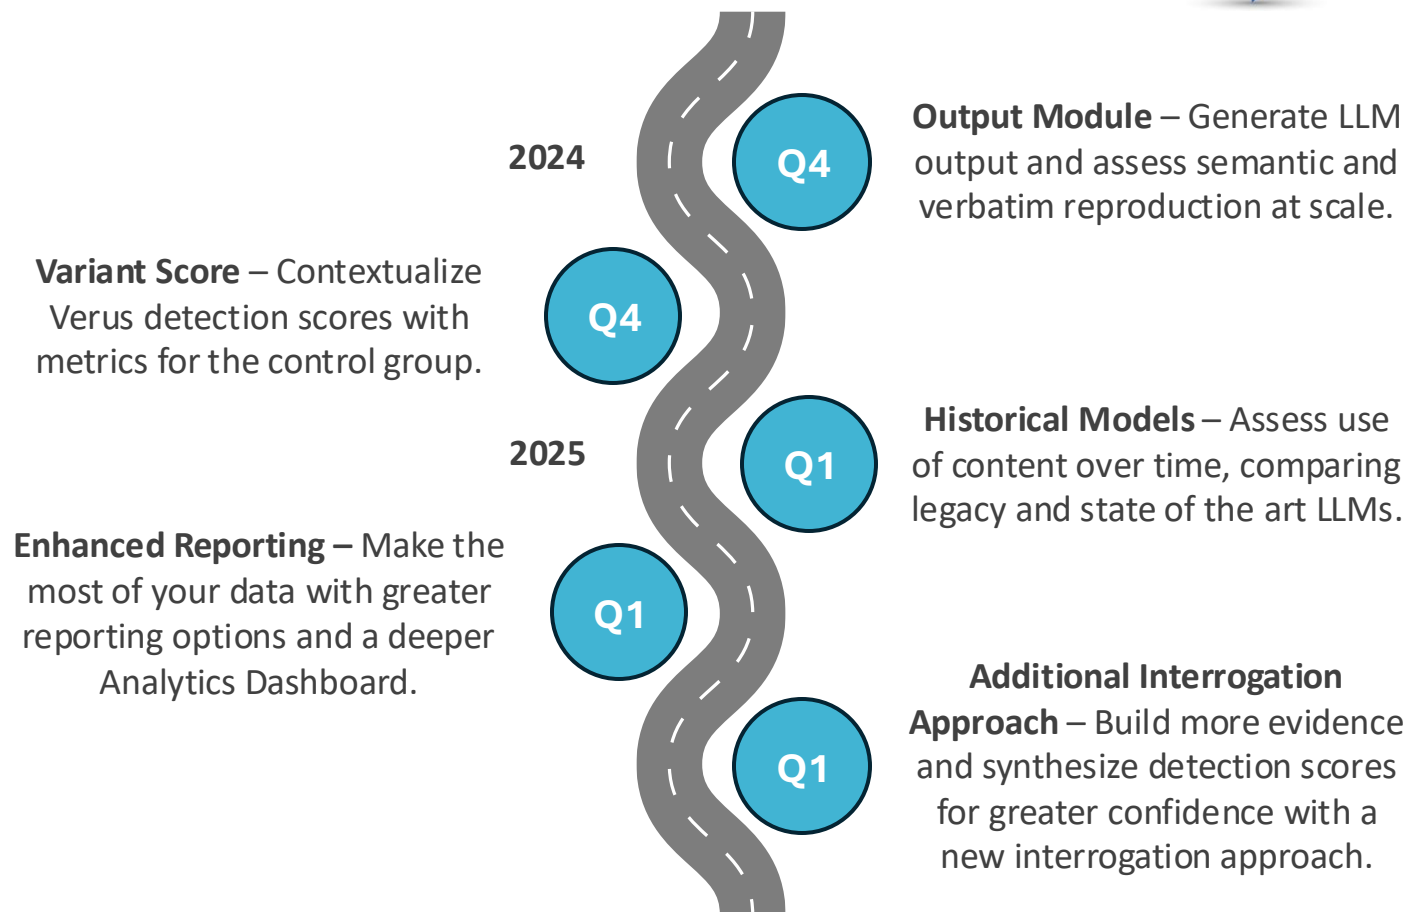 2024
Q4
Output Module – Generate LLM
output and assess semantic and
verbatim reproduction at scale.
Variant Score – Contextualize
Verus detection scores with
metrics for the control group.
Q4
2025
Q1
Historical Models – Assess use
of content over time, comparing
legacy and state of the art LLMs.
Enhanced Reporting – Make the
most of your data with greater
reporting options and a deeper
Analytics Dashboard.
Q1
Q1
Additional Interrogation
Approach – Build more evidence
and synthesize detection scores
for greater confidence with a
new interrogation approach.